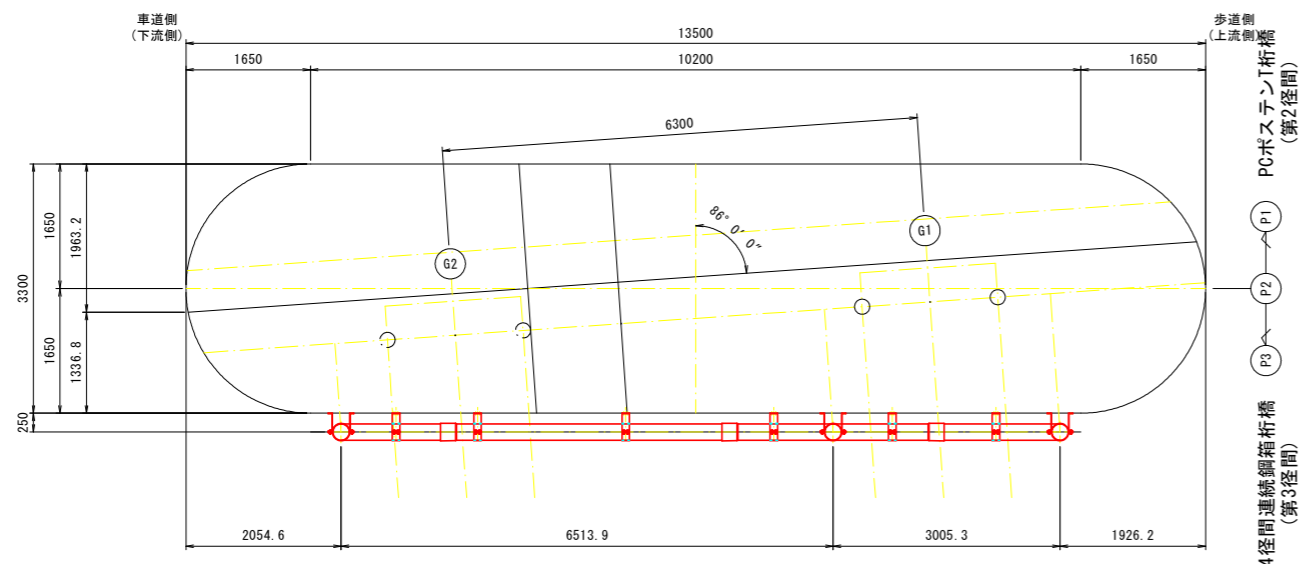 車道側
(下流側)
歩道側
(上流側)
13500
1650
10200
1650
6300
86° 0′ 0″
G1
G2
3300
1650
1650
1963.2
1336.8
250
2054.6
6513.9
3005.3
1926.2
PCポステンT桁橋
(第2径間)
P1
P2
P3
4径間連続鋼箱桁橋
(第3径間)